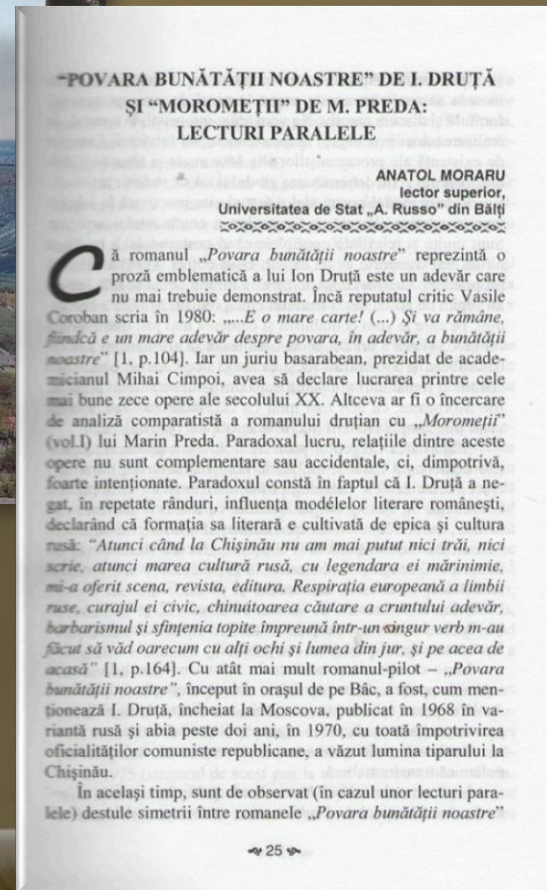 “POVARA BUNĂTĂȚII NOASTRE” DE I. DRUȚĂ
ȘI “MOROMEȚII” DE M. PREDA:
LECTURI PARALELE
ANATOL MORARU
lector superior,
Universitatea de Stat „A. Russo” din Bălți
Că romanul „Povara bunătății noastre” reprezintă o
proză emblematică a lui Ion Druță este un adevăr care
nu mai trebuie demonstrat. Încă reputatul critic Vasile
Coroban scria în 1980: „...E o mare carte! (...) Și va rămâne,
fiindcă e un mare adevăr despre povara, în adevăr, a bunătății
noastre” [1, p.104]. Iar un juriu basarabean, prezidat de acade-
micianul Mihai Cimpoi, avea să declare lucrarea printre cele
mai bune zece opere ale secolului XX. Altceva ar fi o încercare
de analiză comparatistă a romanului druțian cu „Moromeții”
(vol.I) lui Marin Preda. Paradoxal lucru, relațiile dintre aceste
opere nu sunt complementare sau accidentale, ci, dimpotrivă,
foarte intenționate. Paradoxul constă în faptul că I. Druță a ne-
gat, în repetate rânduri, influența modélelor literare românești,
declarând că formația sa literară e cultivată de epica și cultura
rusă: “Atunci când la Chișinău nu am mai putut nici trăi, nici
scrie, atunci marea cultură rusă, cu legendara ei mărinimie,
mi-a oferit scena, revista, editura. Respirația europeană a limbii
ruse, curajul ei civic, chinuitoarea căutare a cruntului adevăr,
barbarismul și sfințenia topite împreună într-un singur verb m-au
făcut să văd oarecum cu alți ochi și lumea din jur, și pe acea de
acasă” [1, p.164]. Cu atât mai mult romanul-pilot – „Povara
bunătății noastre”, început în orașul de pe Bâc, a fost, cum men-
ționează I. Druță, încheiat la Moscova, publicat în 1968 în va-
riantă rusă și abia peste doi ani, în 1970, cu toată împotrivirea
oficialităților comuniste republicane, a văzut lumina tiparului la
Chișinău.
În același timp, sunt de observat (în cazul unor lecturi para-
lele) destule simetrii între romanele „Povara bunătății noastre”
25